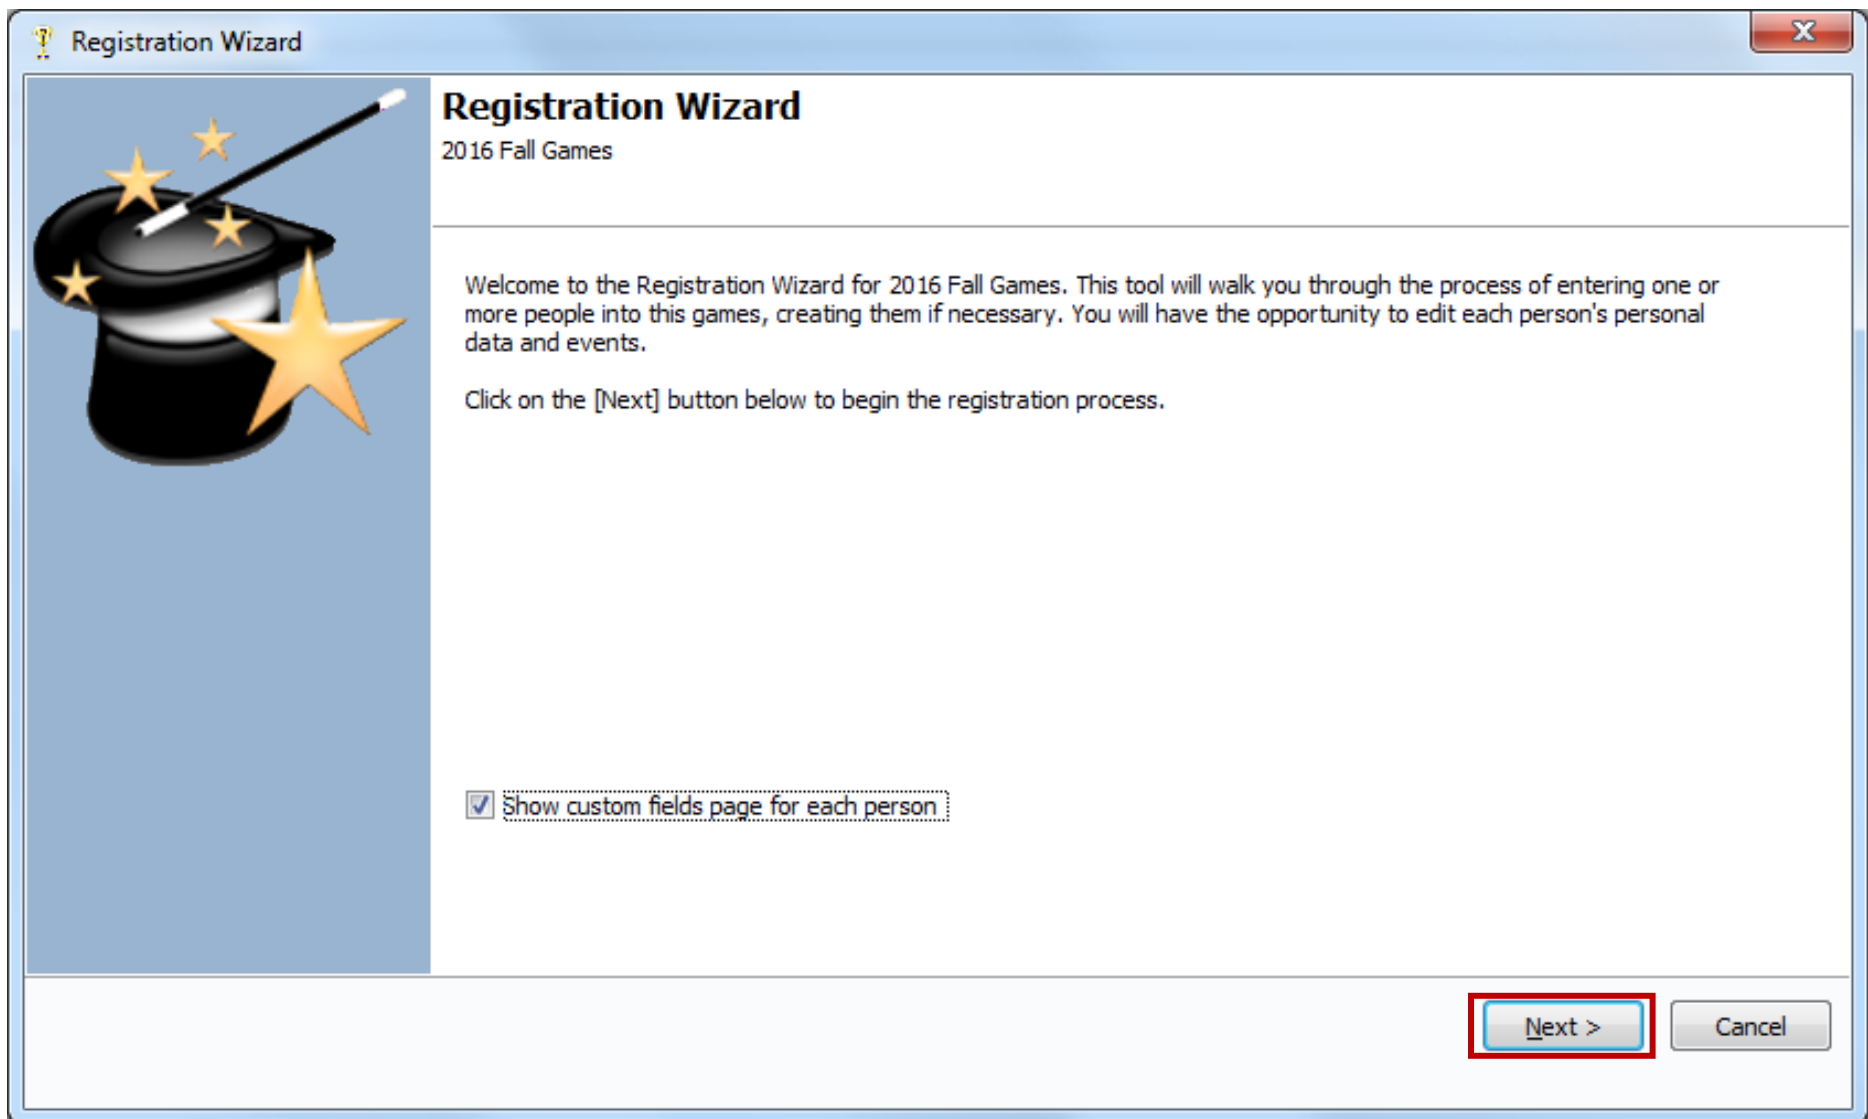 Registration Wizard
Registration Wizard
2016 Fall Games
Welcome to the Registration Wizard for 2016 Fall Games. This tool will walk you through the process of entering one or
more people into this games, creating them if necessary. You will have the opportunity to edit each person's personal
data and events.
Click on the [Next] button below to begin the registration process.
Show custom fields page for each person
Next >
Cancel